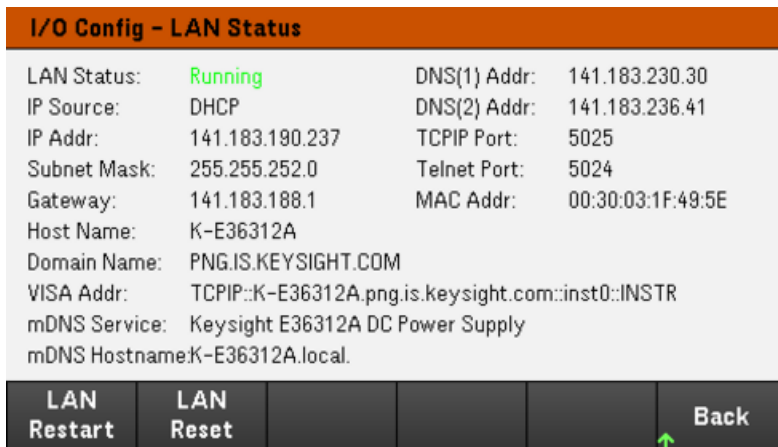 I/O Config - LAN Status
LAN Status: Running DNS(1) Addr: 141.183.230.30
IP Source: DHCP DNS(2) Addr: 141.183.236.41
IP Addr: 141.183.190.237 TCPIP Port: 5025
Subnet Mask: 255.255.252.0 Telnet Port: 5024
Gateway: 141.183.188.1 MAC Addr: 00:30:03:1F:49:5E
Host Name: K-E36312A
Domain Name: PNG.IS.KEYSIGHT.COM
VISA Addr: TCPIP::K-E36312A.png.is.keysight.com::inst0::INSTR
mDNS Service: Keysight E36312A DC Power Supply
mDNS Hostname:K-E36312A.local.
LAN Restart LAN Reset Back